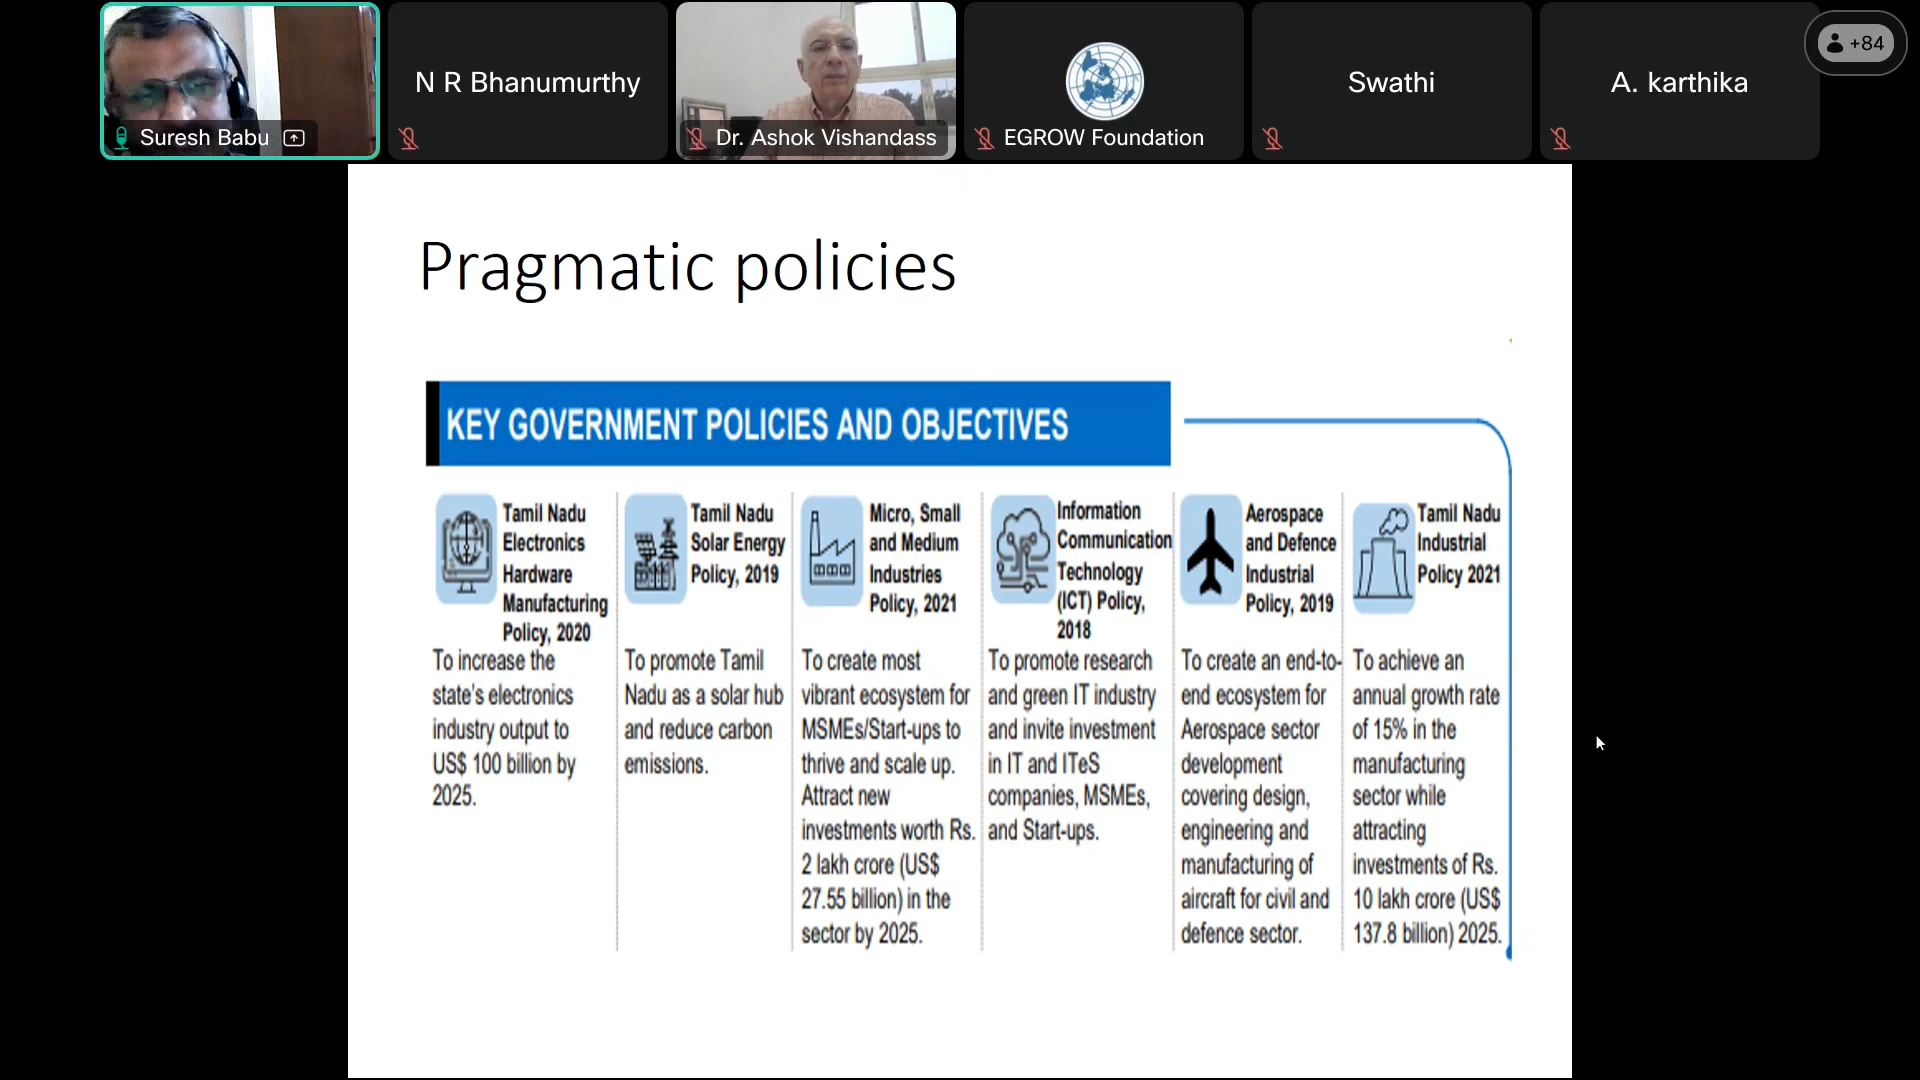 N R Bhanumurthy
Swathi
A. karthika
+84
Suresh Babu
Dr. Ashok Vishandass
EGROW Foundation
Pragmatic policies
KEY GOVERNMENT POLICIES AND OBJECTIVES
Tamil Nadu
Electronics
Hardware
Manufacturing
Policy, 2020
To increase the
state's electronics
industry output to
US$ 100 billion by
2025.
Tamil Nadu
Solar Energy
Policy, 2019
To promote Tamil
Nadu as a solar hub
and reduce carbon
emissions.
Micro, Small
and Medium
Industries
Policy, 2021
To create most
vibrant ecosystem for
MSMEs/Start-ups to
thrive and scale up.
Attract new
investments worth Rs.
2 lakh crore (US$
27.55 billion) in the
sector by 2025.
Information
Communication
Technology
(ICT) Policy,
2018
To promote research
and green IT industry
and invite investment
in IT and ITeS
companies, MSMEs,
and Start-ups.
Aerospace
and Defence
Industrial
Policy, 2019
To create an end-to-
end ecosystem for
Aerospace sector
development
covering design,
engineering and
manufacturing of
aircraft for civil and
defence sector.
Tamil Nadu
Industrial
Policy 2021
To achieve an
annual growth rate
of 15% in the
manufacturing
sector while
attracting
investments of Rs.
10 lakh crore (US$
137.8 billion) 2025.